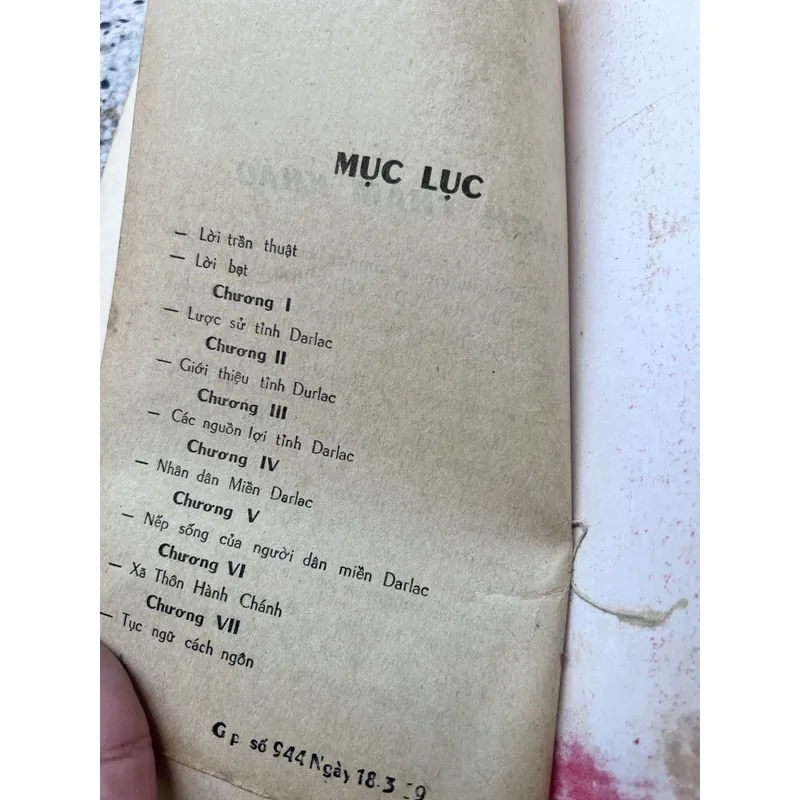 MỤC LỤC
— Lời trần thuật
— Lời bạt
Chương I
— Lược sử tỉnh Darlac
Chương II
— Giới thiệu tỉnh Durlac
Chương III
— Các nguồn lợi tỉnh Darlac
Chương IV
— Nhân dân Miền Darlac
Chương V
— Nếp sống của người dân miền Darlac
Chương VI
— Xã Thôn Hành Chánh
Chương VII
— Tục ngữ cách ngôn
G p số 944 Ngày 18.3